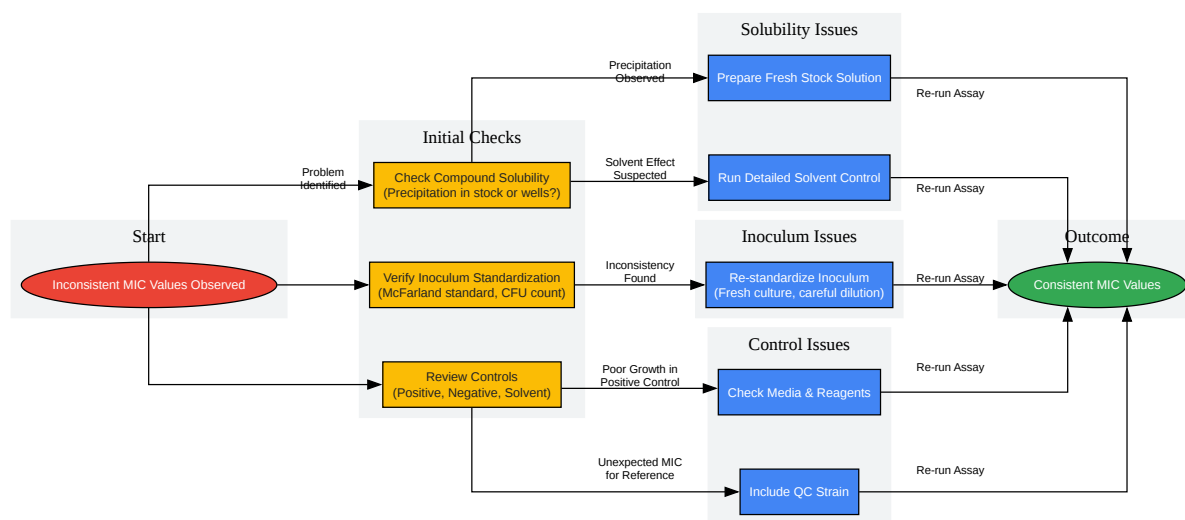 Start
Inconsistent MIC Values Observed
Problem
Identified
Initial Checks
Check Compound Solubility
(Precipitation in stock or wells?)
Verify Inoculum Standardization
(McFarland standard, CFU count)
Review Controls
(Positive, Negative, Solvent)
Precipitation
Observed
Solvent Effect
Suspected
Inconsistency
Found
Poor Growth in
Positive Control
Unexpected MIC
for Reference
Solubility Issues
Prepare Fresh Stock Solution
Run Detailed Solvent Control
Inoculum Issues
Re-standardize Inoculum
(Fresh culture, careful dilution)
Control Issues
Check Media & Reagents
Include QC Strain
Re-run Assay
Re-run Assay
Re-run Assay
Re-run Assay
Re-run Assay
Outcome
Consistent MIC Values